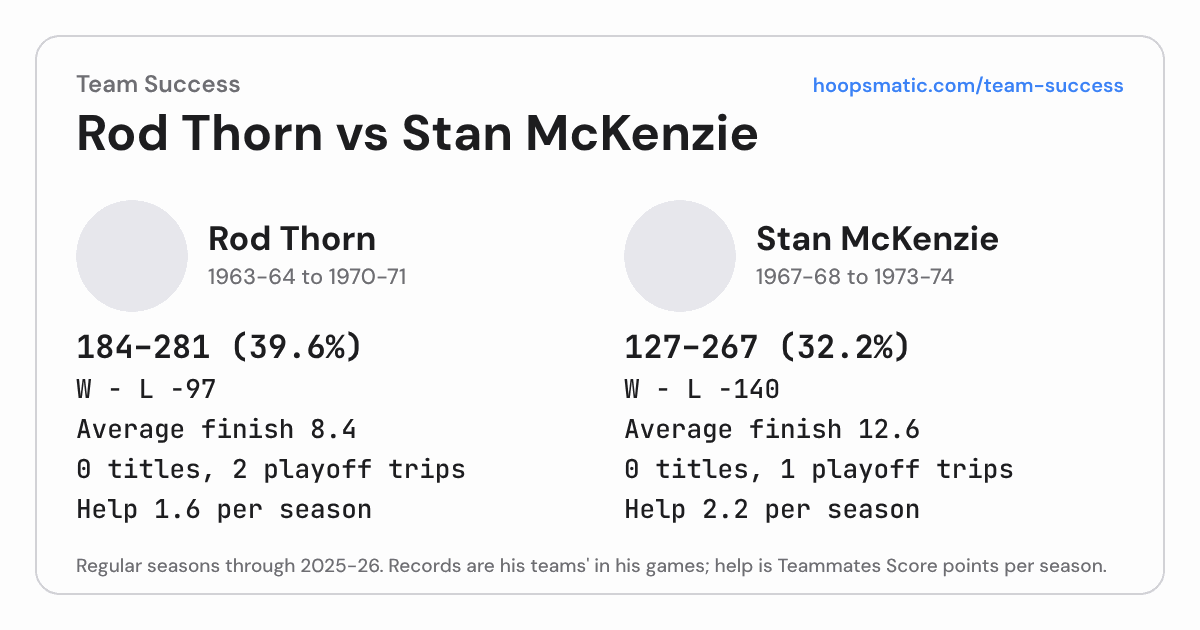 Team Success
hoopsmatic.com/team-success
Rod Thorn vs Stan McKenzie
Rod Thorn
1963-64 to 1970-71
184-281 (39.6%)
W - L -97
Average finish 8.4
0 titles, 2 playoff trips
Help 1.6 per season
Stan McKenzie
1967-68 to 1973-74
127-267 (32.2%)
W - L -140
Average finish 12.6
0 titles, 1 playoff trips
Help 2.2 per season
Regular seasons through 2025-26. Records are his teams' in his games; help is Teammates Score points per season.